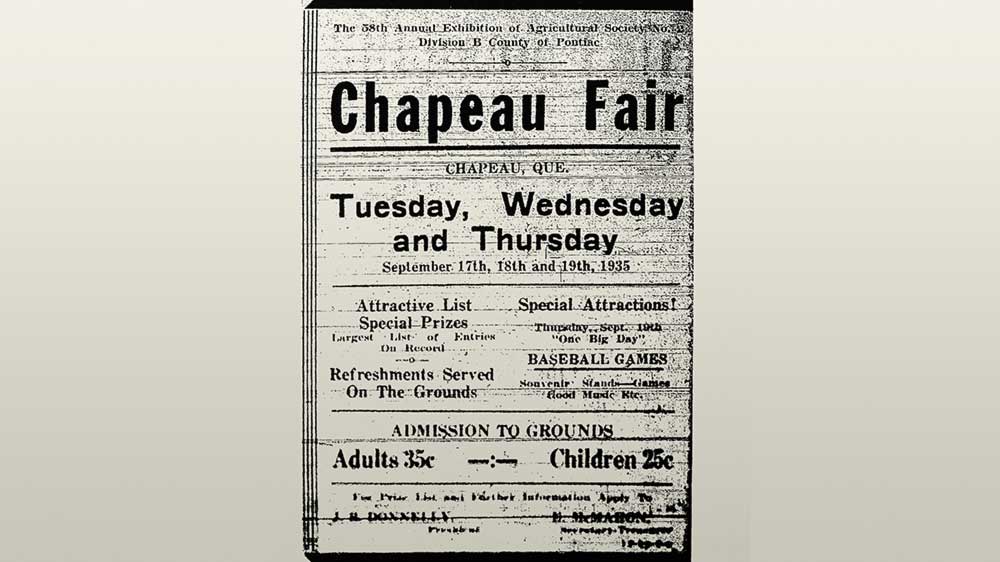 The 58th Annual Exhibition of Agricultural Society No. 2
Division B County of Pontiac
Chapeau Fair
CHAPEAU, QUE.
Tuesday, Wednesday
and Thursday
September 17th, 18th and 19th, 1935
Attractive List
Special Prizes
Largest List of Entries
On Record
—o—
Refreshments Served
On The Grounds
Special Attractions!
Thursday, Sept. 19th
"One Big Day"
BASEBALL GAMES
Souvenir Stands—Games
Good Music Etc.
ADMISSION TO GROUNDS
Adults 35c —:— Children 25c
For Prize List and Further Information Apply To
J. R. DONNELLY,
President
McMAHON,
Secretary-Treasurer